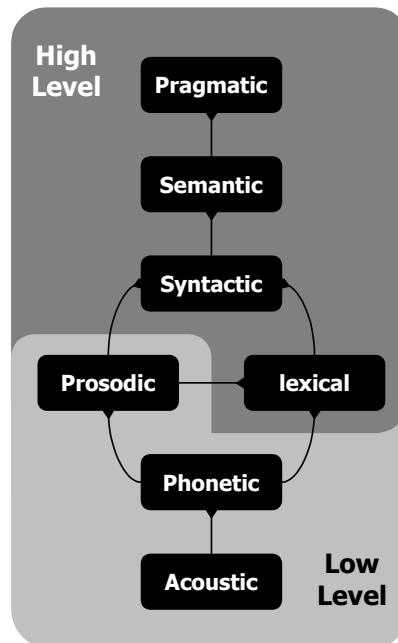 High
Level
Pragmatic
Semantic
Syntactic
Prosodic
lexical
Phonetic
Acoustic
Low
Level